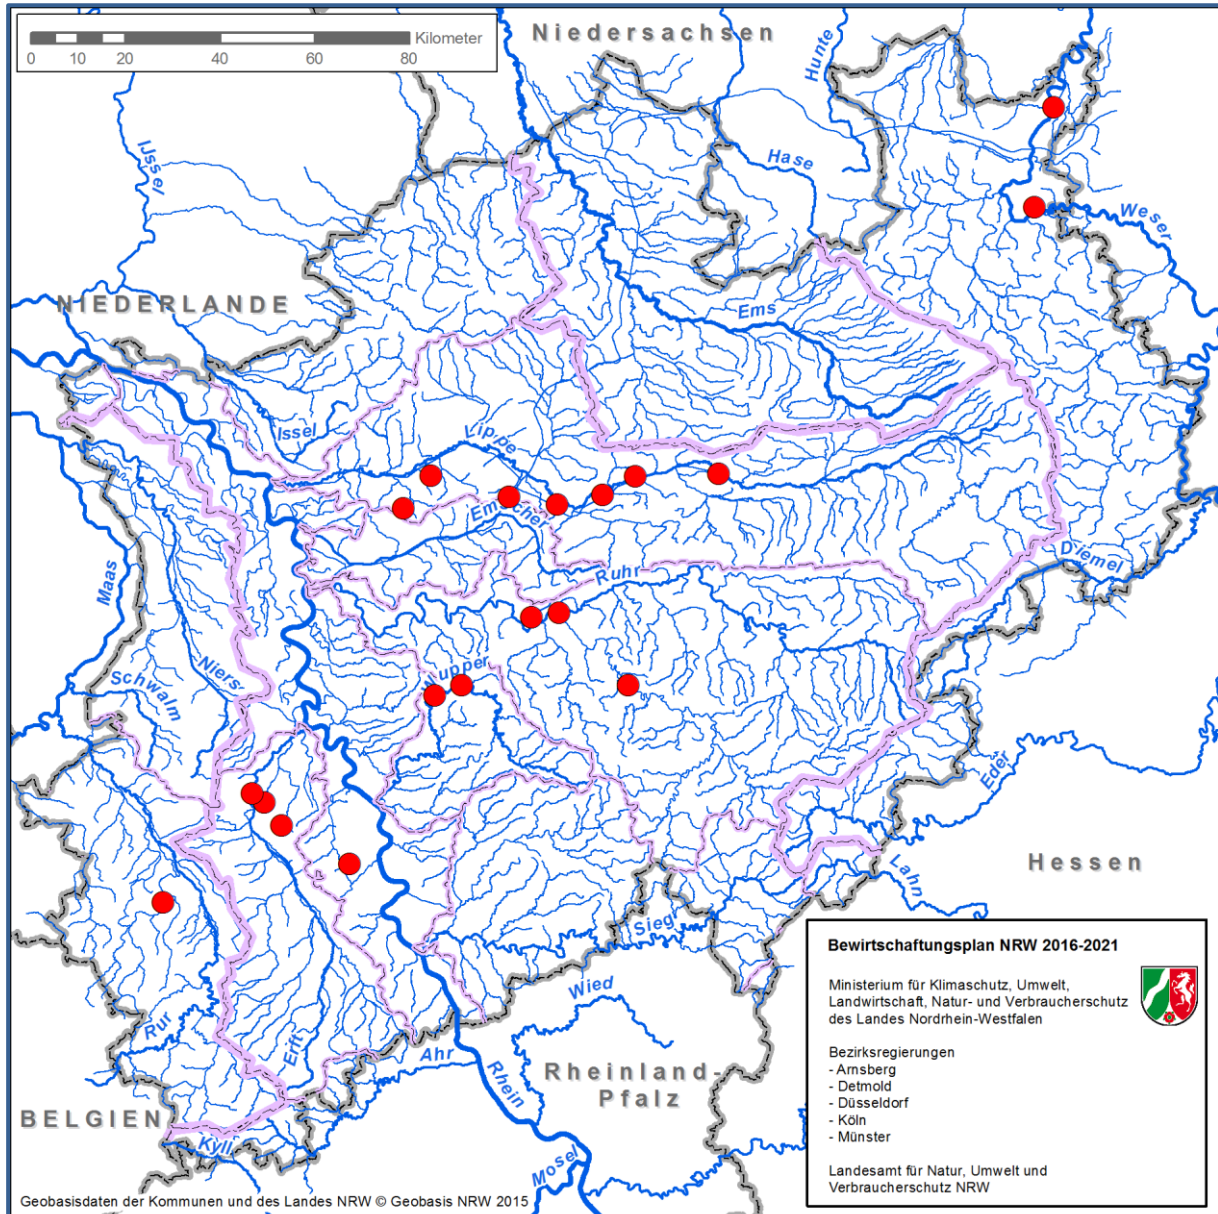 Kilometer
0 10 20 40 60 80
Niedersachsen
Hunte
IJssel
Hase
Weser
NIEDERLANDE
Ems
Issel
Lippe
Emscher
Maas
Diemel
Ruhr
Niers
Schwalm
Wupper
Eder
Hessen
Lahn
Sieg
Wied
Rur
Erft
Ahr
Rhein
Rheinland-
Pfalz
BELGIEN
Kyll
Mosel
Bewirtschaftungsplan NRW 2016-2021
Ministerium für Klimaschutz, Umwelt,
Landwirtschaft, Natur- und Verbraucherschutz
des Landes Nordrhein-Westfalen
Bezirksregierungen
- Arnsberg
- Detmold
- Düsseldorf
- Köln
- Münster
Landesamt für Natur, Umwelt und
Verbraucherschutz NRW
Geobasisdaten der Kommunen und des Landes NRW © Geobasis NRW 2015